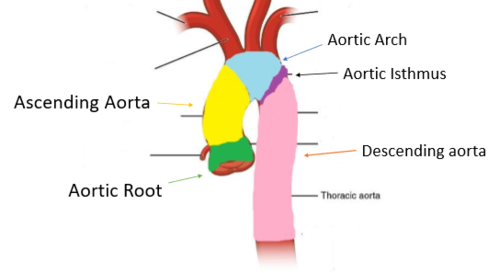 Aortic Arch
Aortic Isthmus
Ascending Aorta
Descending aorta
Aortic Root
Thoracic aorta